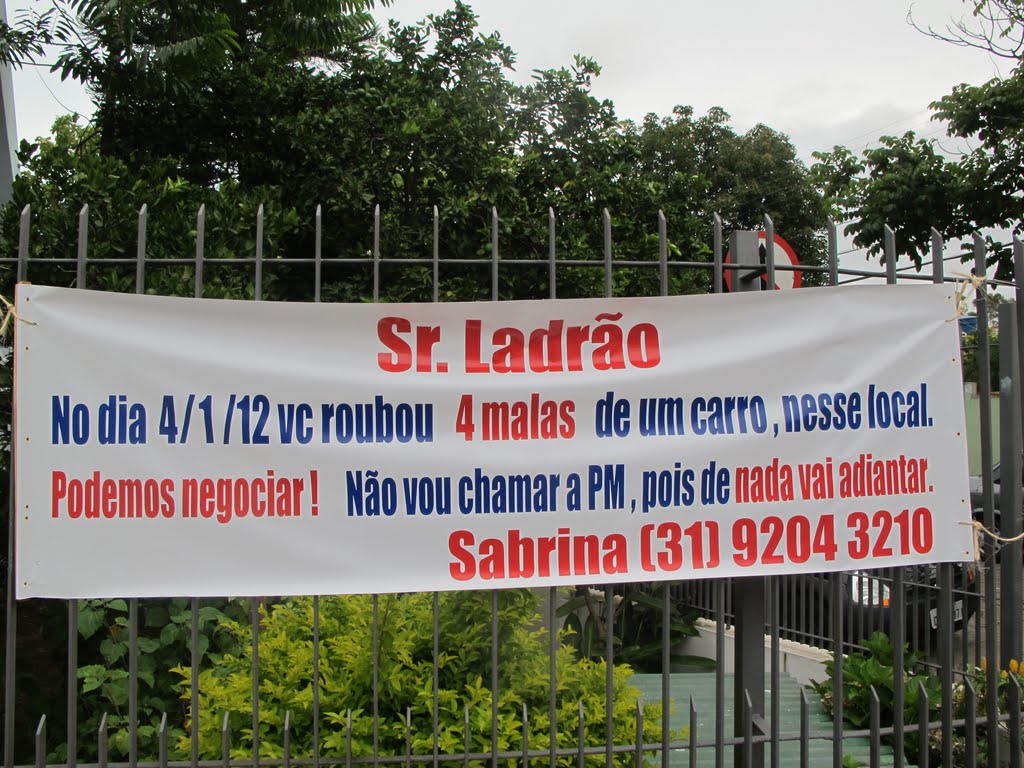 Sr. Ladrão
No dia 4/1/12 vc roubou 4 malas de um carro, nesse local.
Podemos negociar! Não vou chamar a PM, pois de nada vai adiantar.
Sabrina (31) 9204 3210